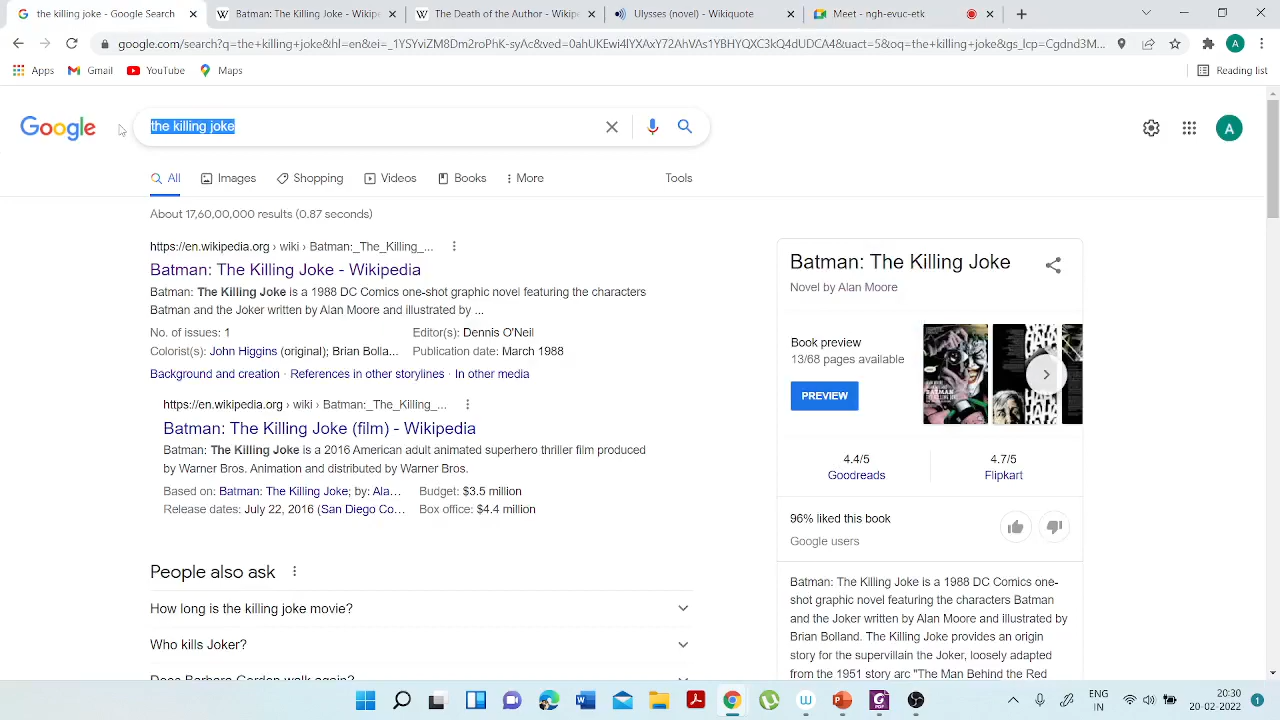 the killing joke - Google Search
Batman: The Killing Joke - Wikipe
The Death of the Author - Wikipe
Ulysses (novel) - Wikiquote
Meet - ngh-evuc-etk
google.com/search?q=the+killing+joke&hl=en&ei=_1YSYviZM8Drn2roPHK-syAc&ved=0ahUKEwi4lYXAxY72AhVAs1YBHYQXC3kQ4dUDCA4&uact=5&oq=the+killing+joke&gs_lcp=Cgdnd3M...
A
Apps
Gmail
YouTube
Maps
Reading list
Google
the killing joke
A
All
Images
Shopping
Videos
Books
More
Tools
About 17,60,00,000 results (0.87 seconds)
https://en.wikipedia.org › wiki › Batman:_The_Killing_...
Batman: The Killing Joke - Wikipedia
Batman: The Killing Joke is a 1988 DC Comics one-shot graphic novel featuring the characters
Batman and the Joker written by Alan Moore and illustrated by ...
No. of issues: 1
Editor(s): Dennis O'Neil
Colorist(s): John Higgins (original); Brian Bolla...
Publication date: March 1988
Background and creation · References in other storylines · In other media
https://en.wikipedia.org › wiki › Batman:_The_Killing_...
Batman: The Killing Joke (film) - Wikipedia
Batman: The Killing Joke is a 2016 American adult animated superhero thriller film produced
by Warner Bros. Animation and distributed by Warner Bros.
Based on: Batman: The Killing Joke; by: Ala...
Budget: $3.5 million
Release dates: July 22, 2016 (San Diego Co...
Box office: $4.4 million
People also ask
How long is the killing joke movie?
Who kills Joker?
Does Barbara Gordon walk again?
Batman: The Killing Joke
Novel by Alan Moore
Book preview
13/68 pages available
PREVIEW
4.4/5
Goodreads
4.7/5
Flipkart
96% liked this book
Google users
Batman: The Killing Joke is a 1988 DC Comics one-
shot graphic novel featuring the characters Batman
and the Joker written by Alan Moore and illustrated by
Brian Bolland. The Killing Joke provides an origin
story for the supervillain the Joker, loosely adapted
from the 1951 story arc "The Man Behind the Red
ENG
IN
20:30
20-02-2022
1